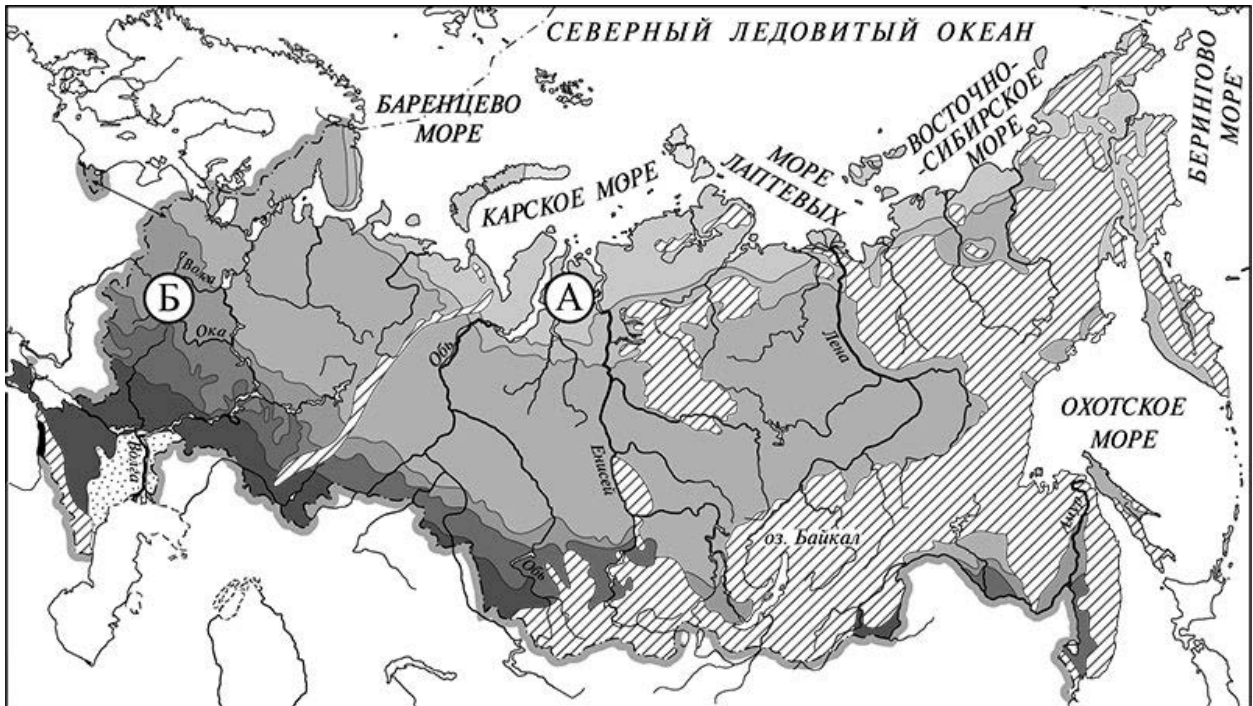 СЕВЕРНЫЙ ЛЕДОВИТЫЙ ОКЕАН
БАРЕНЦЕВО
МОРЕ
КАРСКОЕ МОРЕ
МОРЕ
ЛАПТЕВЫХ
ВОСТОЧНО-
СИБИРСКОЕ
МОРЕ
БЕРИНГОВО
МОРЕ
Б
А
Волга
Ока
Обь
Лена
Енисей
ОХОТСКОЕ
МОРЕ
Волга
Амур
оз. Байкал
Обь